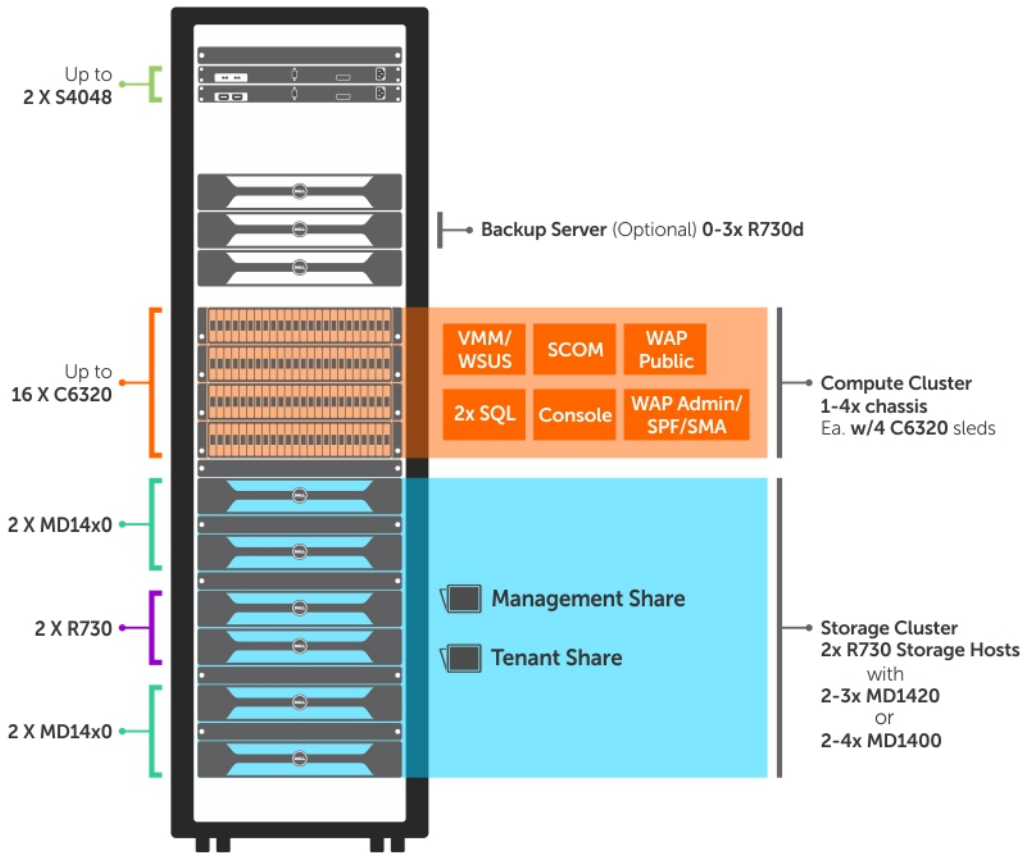 Up to
2 X S4048
Backup Server (Optional) 0-3x R730d
Up to
16 X C6320
VMM/
WSUS
SCOM
WAP
Public
2x SQL
Console
WAP Admin/
SPF/SMA
Compute Cluster
1-4x chassis
Ea. w/4 C6320 sleds
2 X MD14x0
2 X R730
2 X MD14x0
Management Share
Tenant Share
Storage Cluster
2x R730 Storage Hosts
with
2-3x MD1420
or
2-4x MD1400